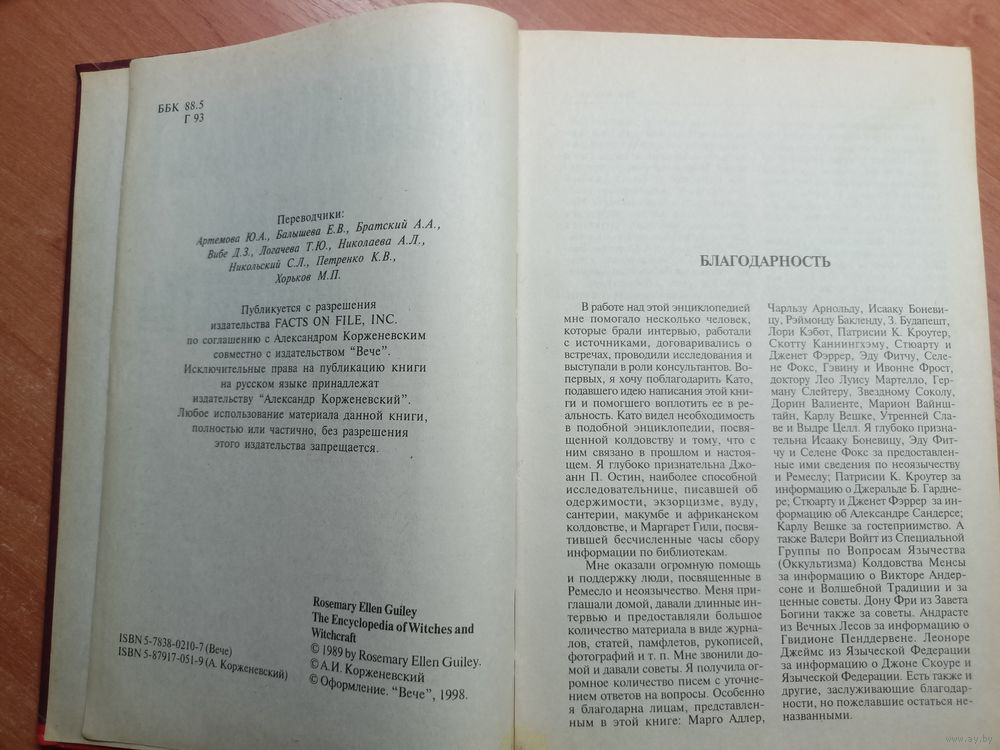 ББК 88.5
Г 93
Переводчики:
Артемова Ю.А., Балышева Е.В., Братский А.А.,
Вибе Д.З., Логачева Т.Ю., Николаева А.Л.,
Никольский С.Л., Петренко К.В.,
Хорьков М.П.
Публикуется с разрешения
издательства FACTS ON FILE, INC.
по соглашению с Александром Корженевским
совместно с издательством "Вече".
Исключительные права на публикацию книги
на русском языке принадлежат
издательству "Александр Корженевский".
Любое использование материала данной книги,
полностью или частично, без разрешения
этого издательства запрещается.
Rosemary Ellen Guiley
The Encyclopedia of Witches and
Witchcraft
© 1989 by Rosemary Ellen Guiley.
© А.И. Корженевский
© Оформление. "Вече", 1998.
ISBN 5-7838-0210-7 (Вече)
ISBN 5-87917-051-9 (А. Корженевский)
БЛАГОДАРНОСТЬ
В работе над этой энциклопедией
мне помогало несколько человек,
которые брали интервью, работали
с источниками, договаривались о
встречах, проводили исследования и
выступали в роли консультантов. Во-
первых, я хочу поблагодарить Като,
подавшего идею написания этой кни-
ги и помогшего воплотить ее в ре-
альность. Като видел необходимость
в подобной энциклопедии, посвя-
щенной колдовству и тому, что с
ним связано в прошлом и настоя-
щем. Я глубоко признательна Джо-
анн П. Остин, наиболее способной
исследовательнице, писавшей об
одержимости, экзорцизме, вуду,
сантерии, макумбе и африканском
колдовстве, и Маргарет Гили, посвя-
тившей бесчисленные часы сбору
информации по библиотекам.
Мне оказали огромную помощь
и поддержку люди, посвященные в
Ремесло и неоязычество. Меня при-
глашали домой, давали длинные ин-
тервью и предоставляли большое
количество материала в виде журна-
лов, статей, памфлетов, рукописей,
фотографий и т. п. Мне звонили до-
мой и давали советы. Я получила ог-
ромное количество писем с уточне-
нием ответов на вопросы. Особенно
я благодарна лицам, представлен-
ным в этой книге: Марго Адлер,
Чарльзу Арнольду, Исааку Боневи-
цу, Рэймонду Бакленду, З. Будапешт,
Лори Кэбот, Патрисии К. Кроутер,
Скотту Каннингхэму, Стюарту и
Дженет Фэррер, Эду Фитчу, Селе-
не Фокс, Гэвину и Ивонне Фрост,
доктору Лео Луису Мартелло, Гер-
ману Слейтеру, Звездному Соколу,
Дорин Валиенте, Марион Вайнш-
тайн, Карлу Вешке, Утренней Сла-
ве и Выдре Целл. Я глубоко призна-
тельна Исааку Боневицу, Эду Фит-
чу и Селене Фокс за предоставлен-
ные ими сведения по неоязычеству
и Ремеслу; Патрисии К. Кроутер за
информацию о Джеральде Б. Гардне-
ре; Стюарту и Дженет Фэррер за ин-
формацию об Александре Сандерсе;
Карлу Вешке за гостеприимство. А
также Валери Войгт из Специальной
Группы по Вопросам Язычества
(Оккультизма) Колдовства Менсы
за информацию о Викторе Андер-
соне и Волшебной Традиции и за
ценные советы. Дону Фри из Завета
Богини также за советы. Андрасте
из Вечных Лесов за информацию о
Гвидионе Пенддервене. Леоноре
Джеймс из Языческой Федерации
за информацию о Джоне Скоуре и
Языческой Федерации. Есть также и
другие, заслуживающие благодар-
ности, но пожелавшие остаться не-
названными.
www.ay.by